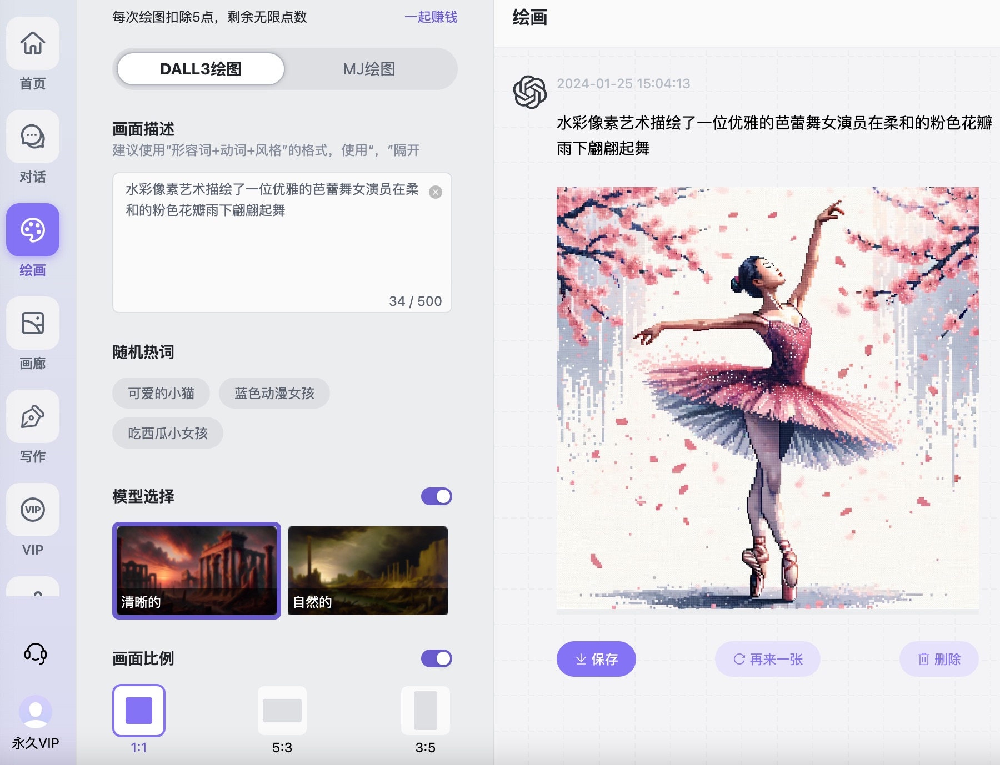 首页
对话
绘画
画廊
写作
VIP
VIP
永久VIP
每次绘图扣除5点，剩余无限点数
一起赚钱
DALL3绘图
MJ绘图
画面描述
建议使用“形容词+动词+风格”的格式，使用“，”隔开
水彩像素艺术描绘了一位优雅的芭蕾舞女演员在柔
和的粉色花瓣雨下翩翩起舞
34 / 500
随机热词
可爱的小猫
蓝色动漫女孩
吃西瓜小女孩
模型选择
清晰的
自然的
画面比例
1:1
5:3
3:5
绘画
2024-01-25 15:04:13
水彩像素艺术描绘了一位优雅的芭蕾舞女演员在柔和的粉色花瓣
雨下翩翩起舞
保存
再来一张
删除